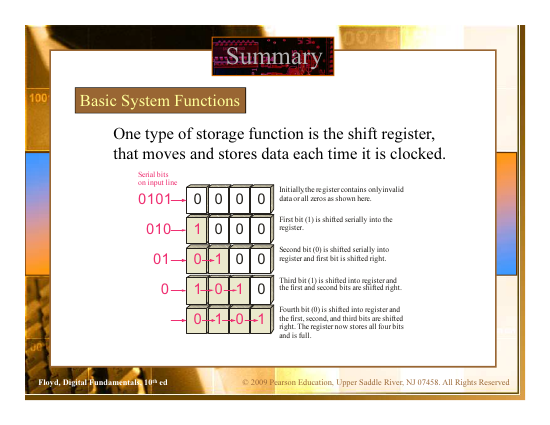 Summary
Basic System Functions
One type of storage function is the shift register,
that moves and stores data each time it is clocked.
Serial bits
on input line
0101 0 0 0 0
Initially, the register contains only invalid
data or all zeros as shown here.
010 1 0 0 0
First bit (1) is shifted serially into the
register.
01 0 1 0 0
Second bit (0) is shifted serially into
register and first bit is shifted right.
0 1 0 1 0
Third bit (1) is shifted into register and
the first and second bits are shifted right.
0 1 0 1
Fourth bit (0) is shifted into register and
the first, second, and third bits are shifted
right. The register now stores all four bits
and is full.
Floyd, Digital Fundamentals, 10th ed
© 2009 Pearson Education, Upper Saddle River, NJ 07458. All Rights Reserved